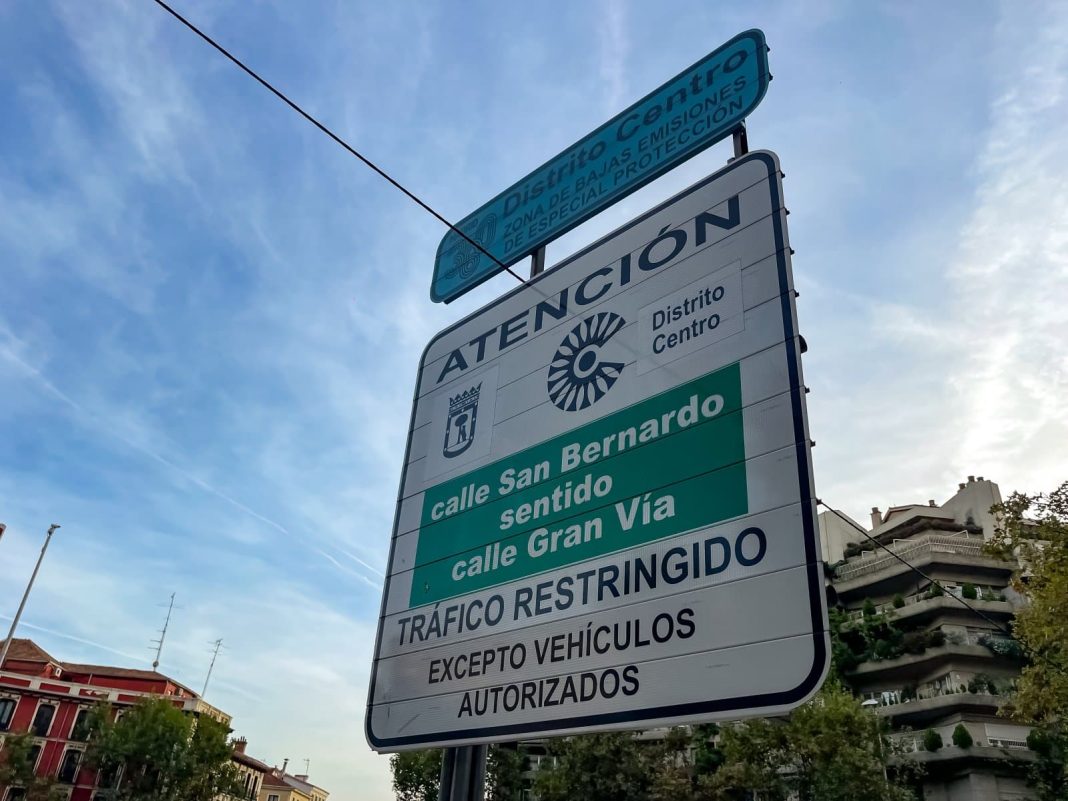 Distrito Centro
ZONA DE BAJAS EMISIONES
DE ESPECIAL PROTECCIÓN
ATENCIÓN
Distrito
Centro
calle San Bernardo
sentido
calle Gran Vía
TRÁFICO RESTRINGIDO
EXCEPTO VEHÍCULOS
AUTORIZADOS